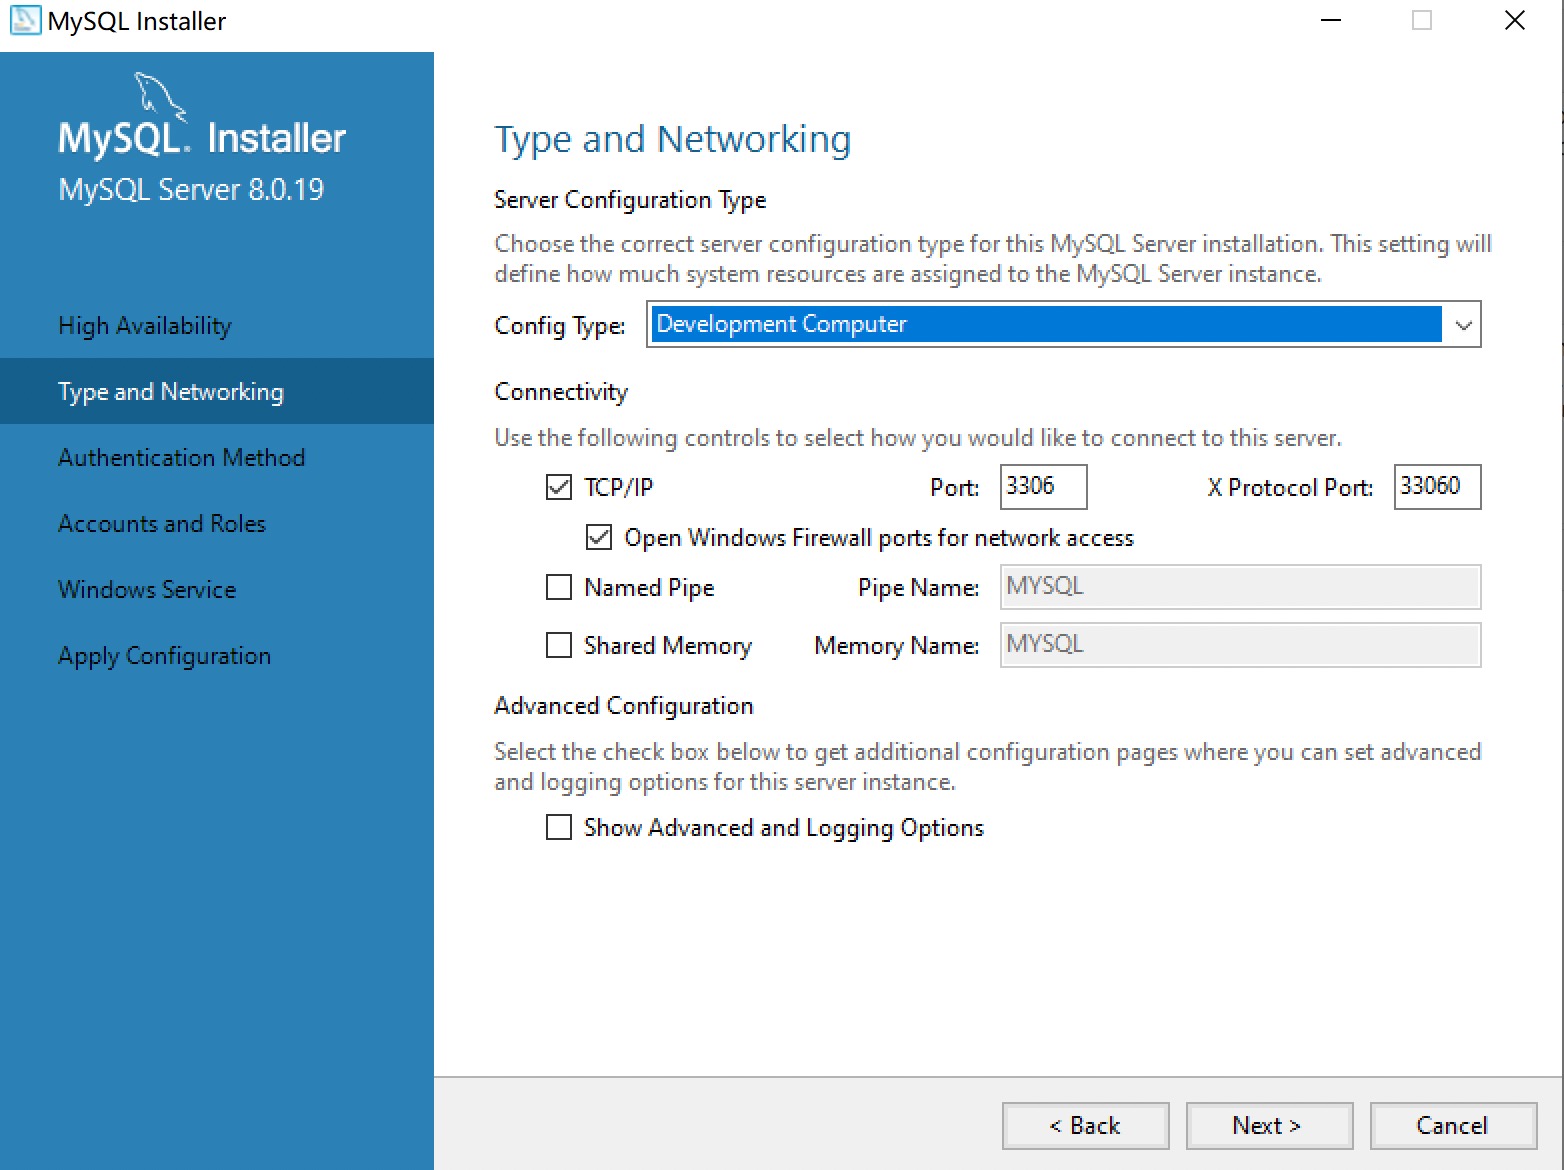 MySQL Installer
MySQL. Installer
MySQL Server 8.0.19
High Availability
Type and Networking
Authentication Method
Accounts and Roles
Windows Service
Apply Configuration
Type and Networking
Server Configuration Type
Choose the correct server configuration type for this MySQL Server installation. This setting will
define how much system resources are assigned to the MySQL Server instance.
Config Type: Development Computer
Connectivity
Use the following controls to select how you would like to connect to this server.
TCP/IP Port: 3306 X Protocol Port: 33060
Open Windows Firewall ports for network access
Named Pipe Pipe Name: MYSQL
Shared Memory Memory Name: MYSQL
Advanced Configuration
Select the check box below to get additional configuration pages where you can set advanced
and logging options for this server instance.
Show Advanced and Logging Options
< Back Next > Cancel